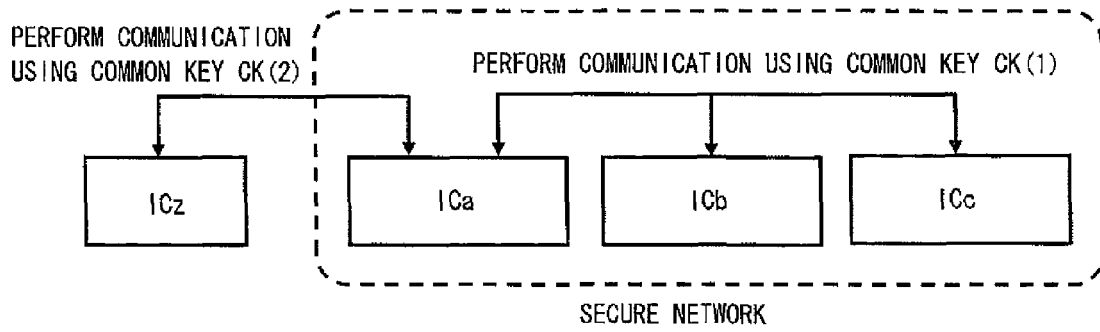 PERFORM COMMUNICATION
USING COMMON KEY CK(2)
PERFORM COMMUNICATION USING COMMON KEY CK(1)
ICz
ICa
ICb
ICc
SECURE NETWORK